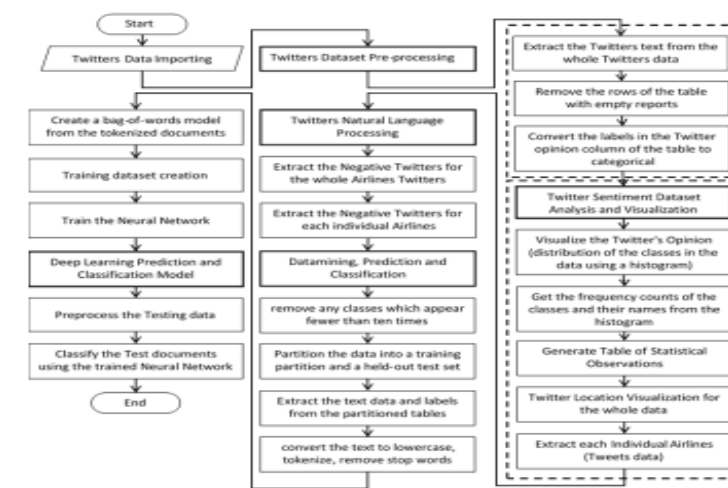 Start
Twitters Data Importing
Twitters Dataset Pre-processing
Extract the Twitters text from the
whole Twitters data
Remove the rows of the table
with empty reports
Convert the labels in the Twitter
opinion column of the table to
categorical
Twitter Sentiment Dataset
Analysis and Visualization
Visualize the Twitter's Opinion
(distribution of the classes in the
data using a histogram)
Get the frequency counts of the
classes and their names from the
histogram
Generate Table of Statistical
Observations
Twitter Location Visualization for
the whole data
Extract each Individual Airlines
(Tweets data)
Twitters Natural Language
Processing
Extract the Negative Twitters for
the whole Airlines Twitters
Extract the Negative Twitters for
each individual Airlines
Datamining, Prediction and
Classification
remove any classes which appear
fewer than ten times
Partition the data into a training
partition and a held-out test set
Extract the text data and labels
from the partitioned tables
convert the text to lowercase,
tokenize, remove stop words
Create a bag-of-words model
from the tokenized documents
Training dataset creation
Train the Neural Network
Deep Learning Prediction and
Classification Model
Preprocess the Testing data
Classify the Test documents
using the trained Neural Network
End